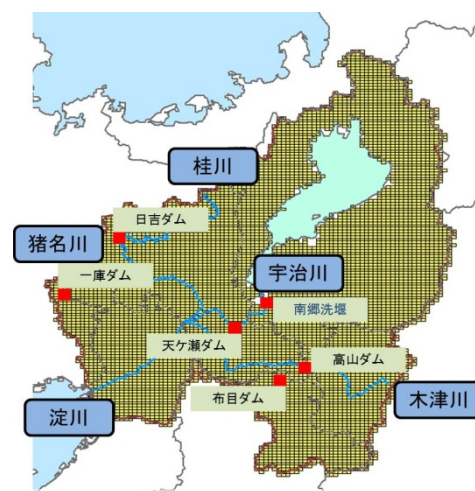 桂川
日吉ダム
猪名川
宇治川
一庫ダム
南郷洗堰
天ケ瀬ダム
高山ダム
布目ダム
木津川
淀川